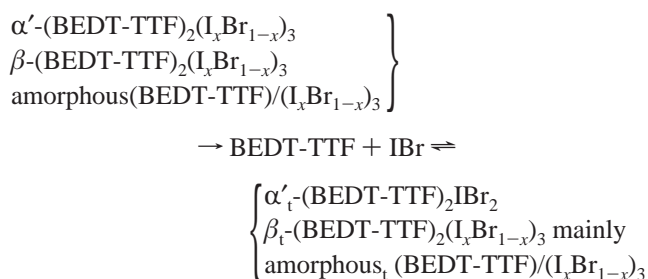 α′-(BEDT-TTF)₂(IₓBr₁₋ₓ)₃
β-(BEDT-TTF)₂(IₓBr₁₋ₓ)₃
amorphous(BEDT-TTF)/(IₓBr₁₋ₓ)₃
→ BEDT-TTF + IBr ⇌
α′ₜ-(BEDT-TTF)₂IBr₂
βₜ-(BEDT-TTF)₂(IₓBr₁₋ₓ)₃ mainly
amorphousₜ (BEDT-TTF)/(IₓBr₁₋ₓ)₃